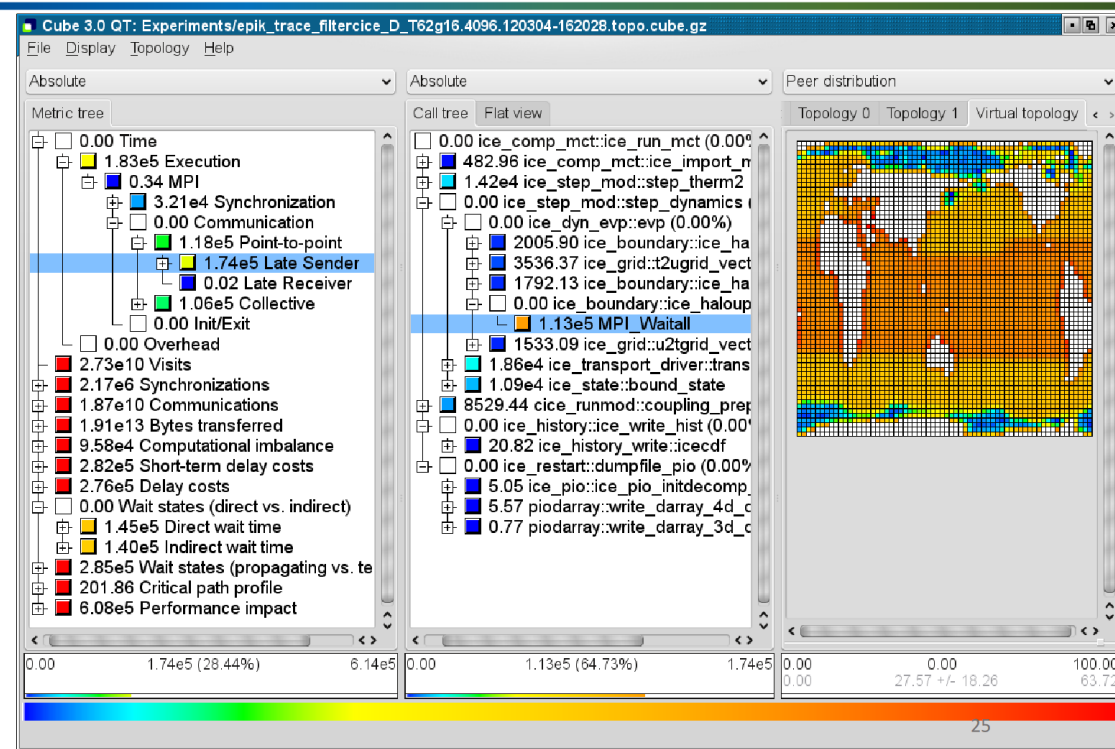 Cube 3.0 QT: Experiments/epik_trace_filtercice_D_T62g16.4096.120304-162028.topo.cube.gz
File Display Topology Help
Absolute
Metric tree
0.00 Time
1.83e5 Execution
0.34 MPI
3.21e4 Synchronization
0.00 Communication
1.18e5 Point-to-point
1.74e5 Late Sender
0.02 Late Receiver
1.06e5 Collective
0.00 Init/Exit
0.00 Overhead
2.73e10 Visits
2.17e6 Synchronizations
1.87e10 Communications
1.91e13 Bytes transferred
9.58e4 Computational imbalance
2.82e5 Short-term delay costs
2.76e5 Delay costs
0.00 Wait states (direct vs. indirect)
1.45e5 Direct wait time
1.40e5 Indirect wait time
2.85e5 Wait states (propagating vs. te
201.86 Critical path profile
6.08e5 Performance impact
0.00 1.74e5 (28.44%) 6.14e5
Absolute
Call tree Flat view
0.00 ice_comp_mct::ice_run_mct (0.00%
482.96 ice_comp_mct::ice_import_m
1.42e4 ice_step_mod::step_therm2
0.00 ice_step_mod::step_dynamics (
0.00 ice_dyn_evp::evp (0.00%)
2005.90 ice_boundary::ice_ha
3536.37 ice_grid::t2ugrid_vect
1792.13 ice_boundary::ice_ha
0.00 ice_boundary::ice_haloup
1.13e5 MPI_Waitall
1533.09 ice_grid::u2tgrid_vect
1.86e4 ice_transport_driver::trans
1.09e4 ice_state::bound_state
8529.44 cice_runmod::coupling_prep
0.00 ice_history::ice_write_hist (0.00%
20.82 ice_history_write::icecdf
0.00 ice_restart::dumpfile_pio (0.00%
5.05 ice_pio::ice_pio_initdecomp_
5.57 piodarray::write_darray_4d_d
0.77 piodarray::write_darray_3d_d
0.00 1.13e5 (64.73%) 1.74e5
Peer distribution
Topology 0 Topology 1 Virtual topology
0.00 0.00 100.00
0.00 27.57 +/- 18.26 63.72
25